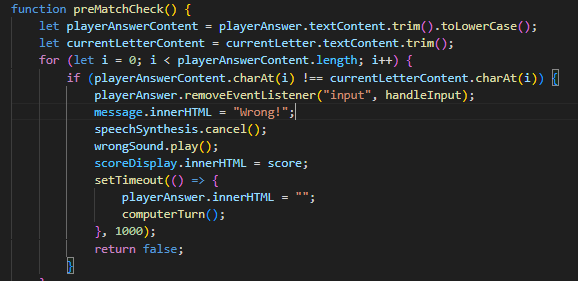 function preMatchCheck() {
    let playerAnswerContent = playerAnswer.textContent.trim().toLowerCase();
    let currentLetterContent = currentLetter.textContent.trim();
    for (let i = 0; i < playerAnswerContent.length; i++) {
        if (playerAnswerContent.charAt(i) !== currentLetterContent.charAt(i)) {
            playerAnswer.removeEventListener("input", handleInput);
            message.innerHTML = "Wrong!";
            speechSynthesis.cancel();
            wrongSound.play();
            scoreDisplay.innerHTML = score;
            setTimeout(() => {
                playerAnswer.innerHTML = "";
                computerTurn();
            }, 1000);
            return false;
        }